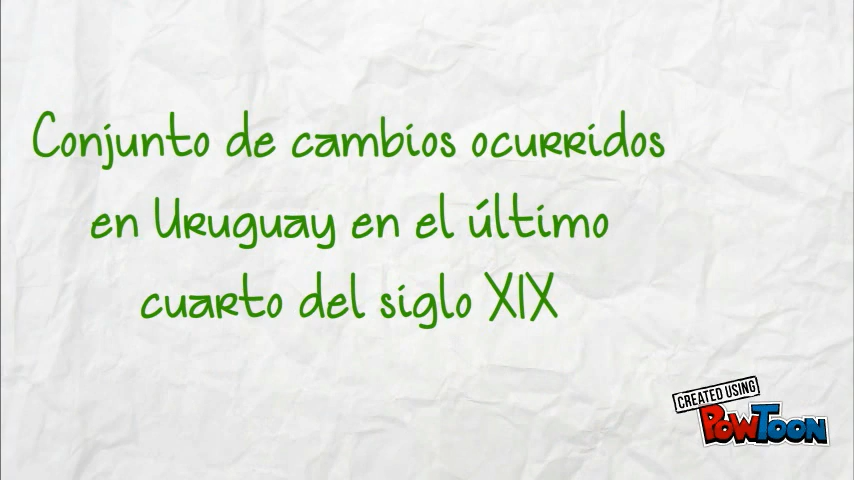 Conjunto de cambios ocurridos
en Uruguay en el último
cuarto del siglo XIX
CREATED USING
POWTOON